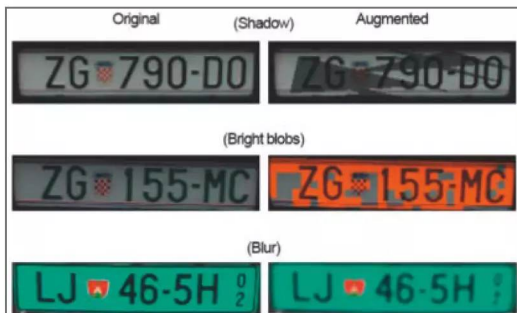 Original Augmented
(Shadow)
ZG 790-DO ZG 790-DO
(Bright blobs)
ZG 155-MC ZG 155-MC
(Blur)
LJ 46-5H 02 LJ 46-5H